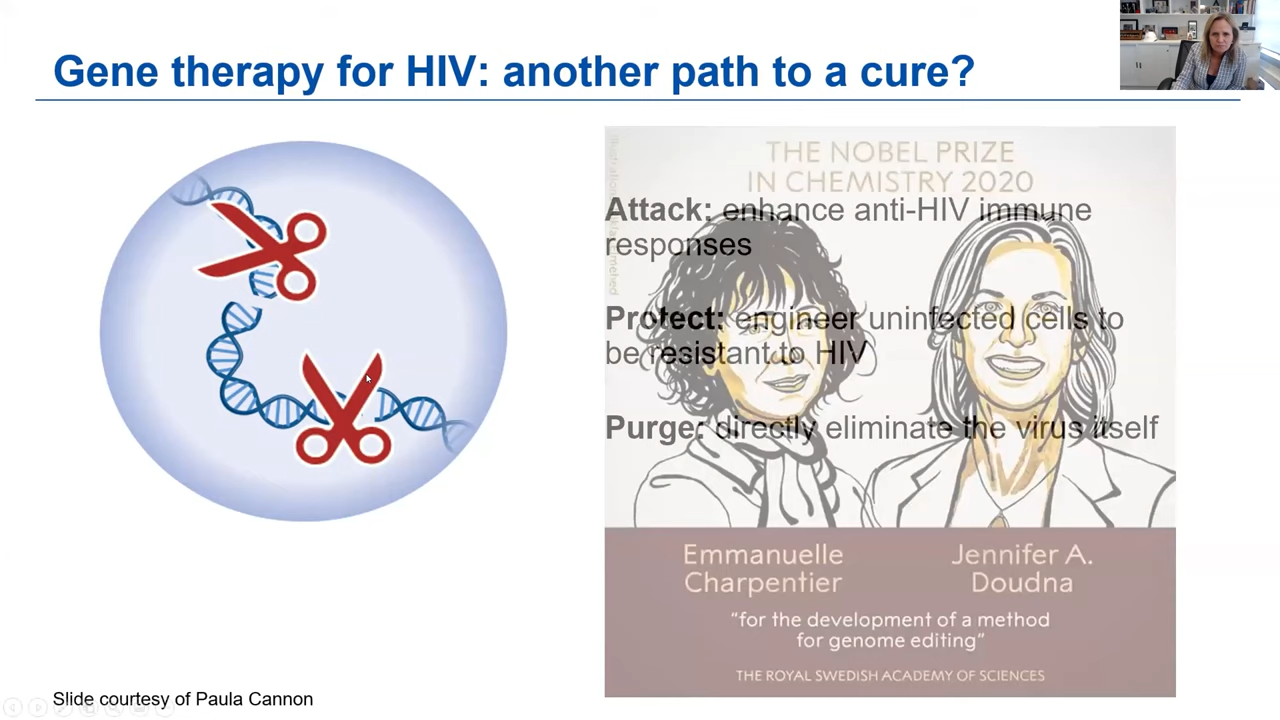 Gene therapy for HIV: another path to a cure?
THE NOBEL PRIZE
IN CHEMISTRY 2020
Attack: enhance anti-HIV immune
responses
Protect: engineer uninfected cells to
be resistant to HIV
Purge: directly eliminate the virus itself
Emmanuelle
Charpentier
Jennifer A.
Doudna
“for the development of a method
for genome editing”
THE ROYAL SWEDISH ACADEMY OF SCIENCES
Slide courtesy of Paula Cannon